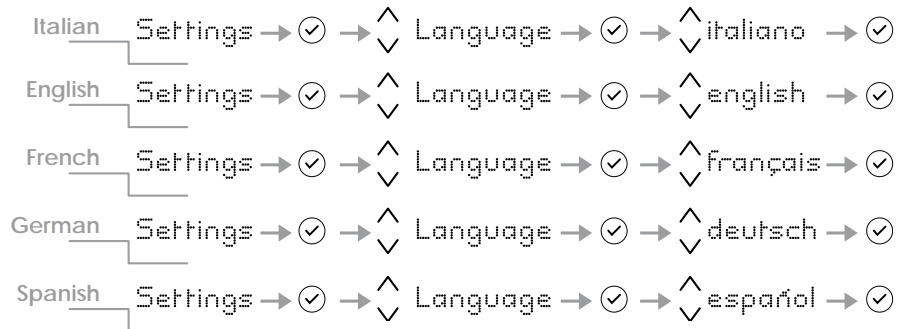 Italian Settings Language italiano
English Settings Language english
French Settings Language français
German Settings Language deutsch
Spanish Settings Language español